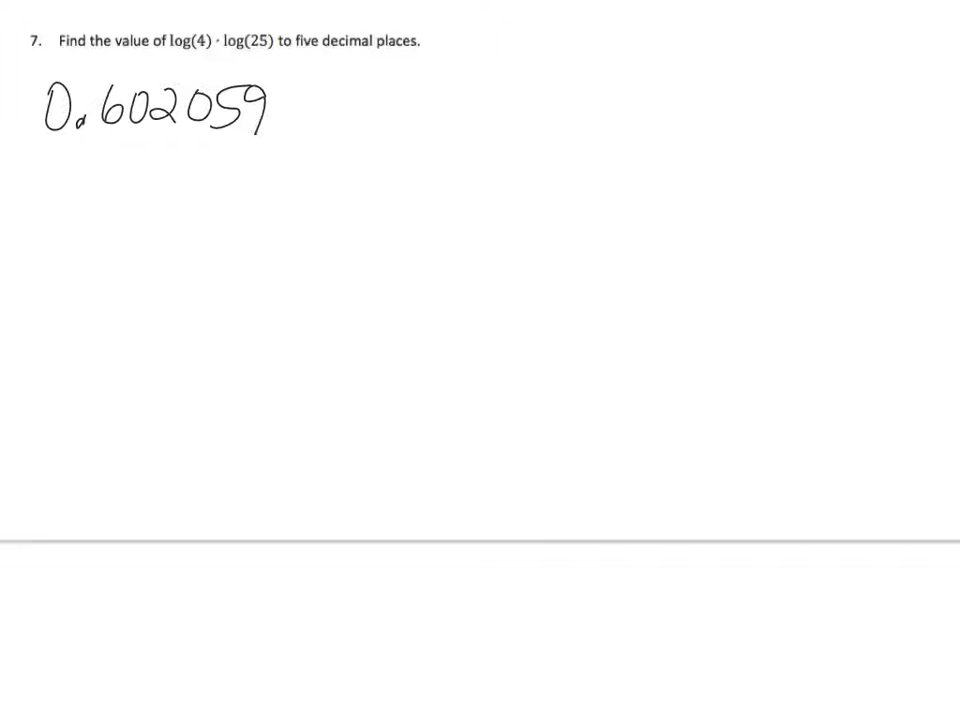 7. Find the value of log(4) · log(25) to five decimal places.
0.602059